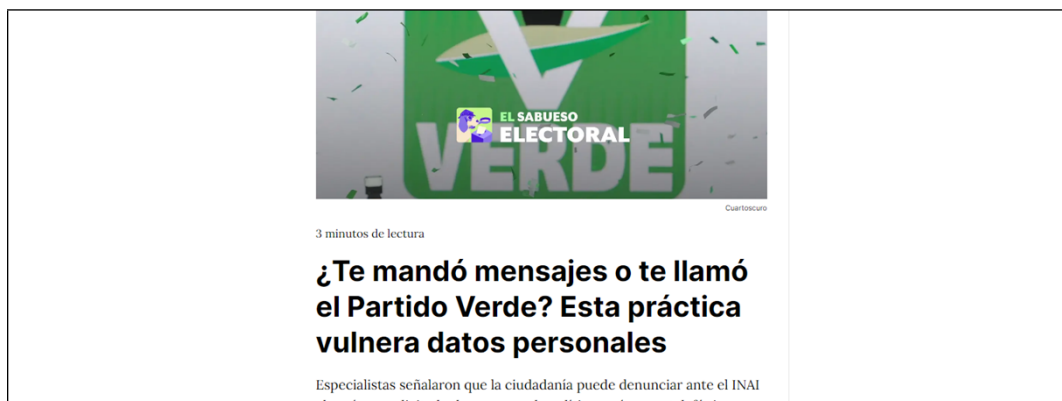 EL SABUESO
ELECTORAL
VERDE
Cuartoscuro
3 minutos de lectura
¿Te mandó mensajes o te llamó
el Partido Verde? Esta práctica
vulnera datos personales
Especialistas señalaron que la ciudadanía puede denunciar ante el INAI